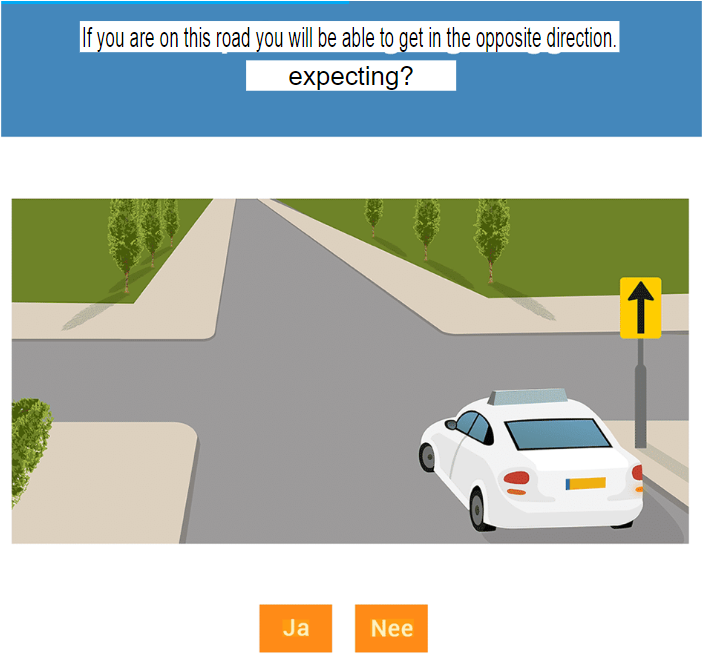 If you are on this road you will be able to get in the opposite direction.
expecting?
Ja
Nee